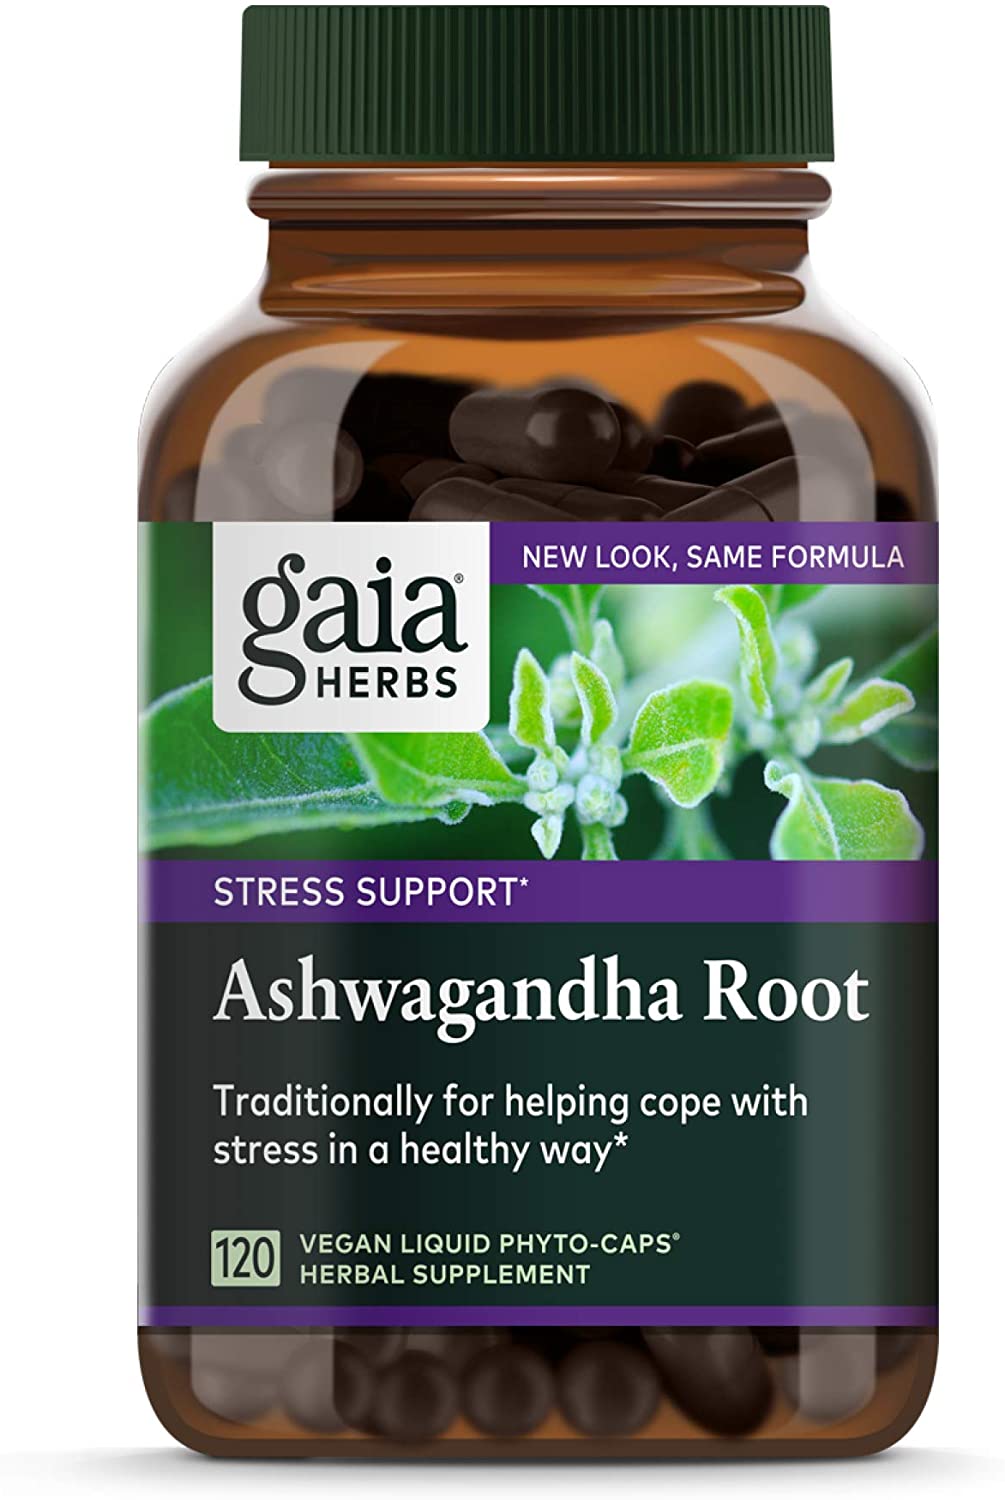 NEW LOOK, SAME FORMULA
gaia®
HERBS
STRESS SUPPORT*
Ashwagandha Root
Traditionally for helping cope with
stress in a healthy way*
120
VEGAN LIQUID PHYTO-CAPS®
HERBAL SUPPLEMENT